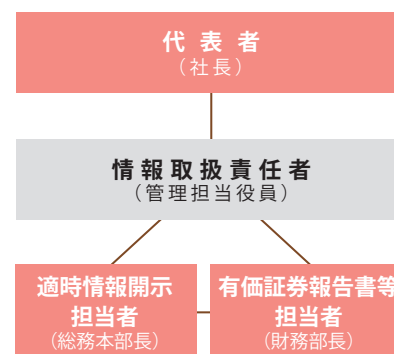 代表者
（社長）
情報取扱責任者
（管理担当役員）
適時情報開示
担当者
（総務本部長）
有価証券報告書等
担当者
（財務部長）